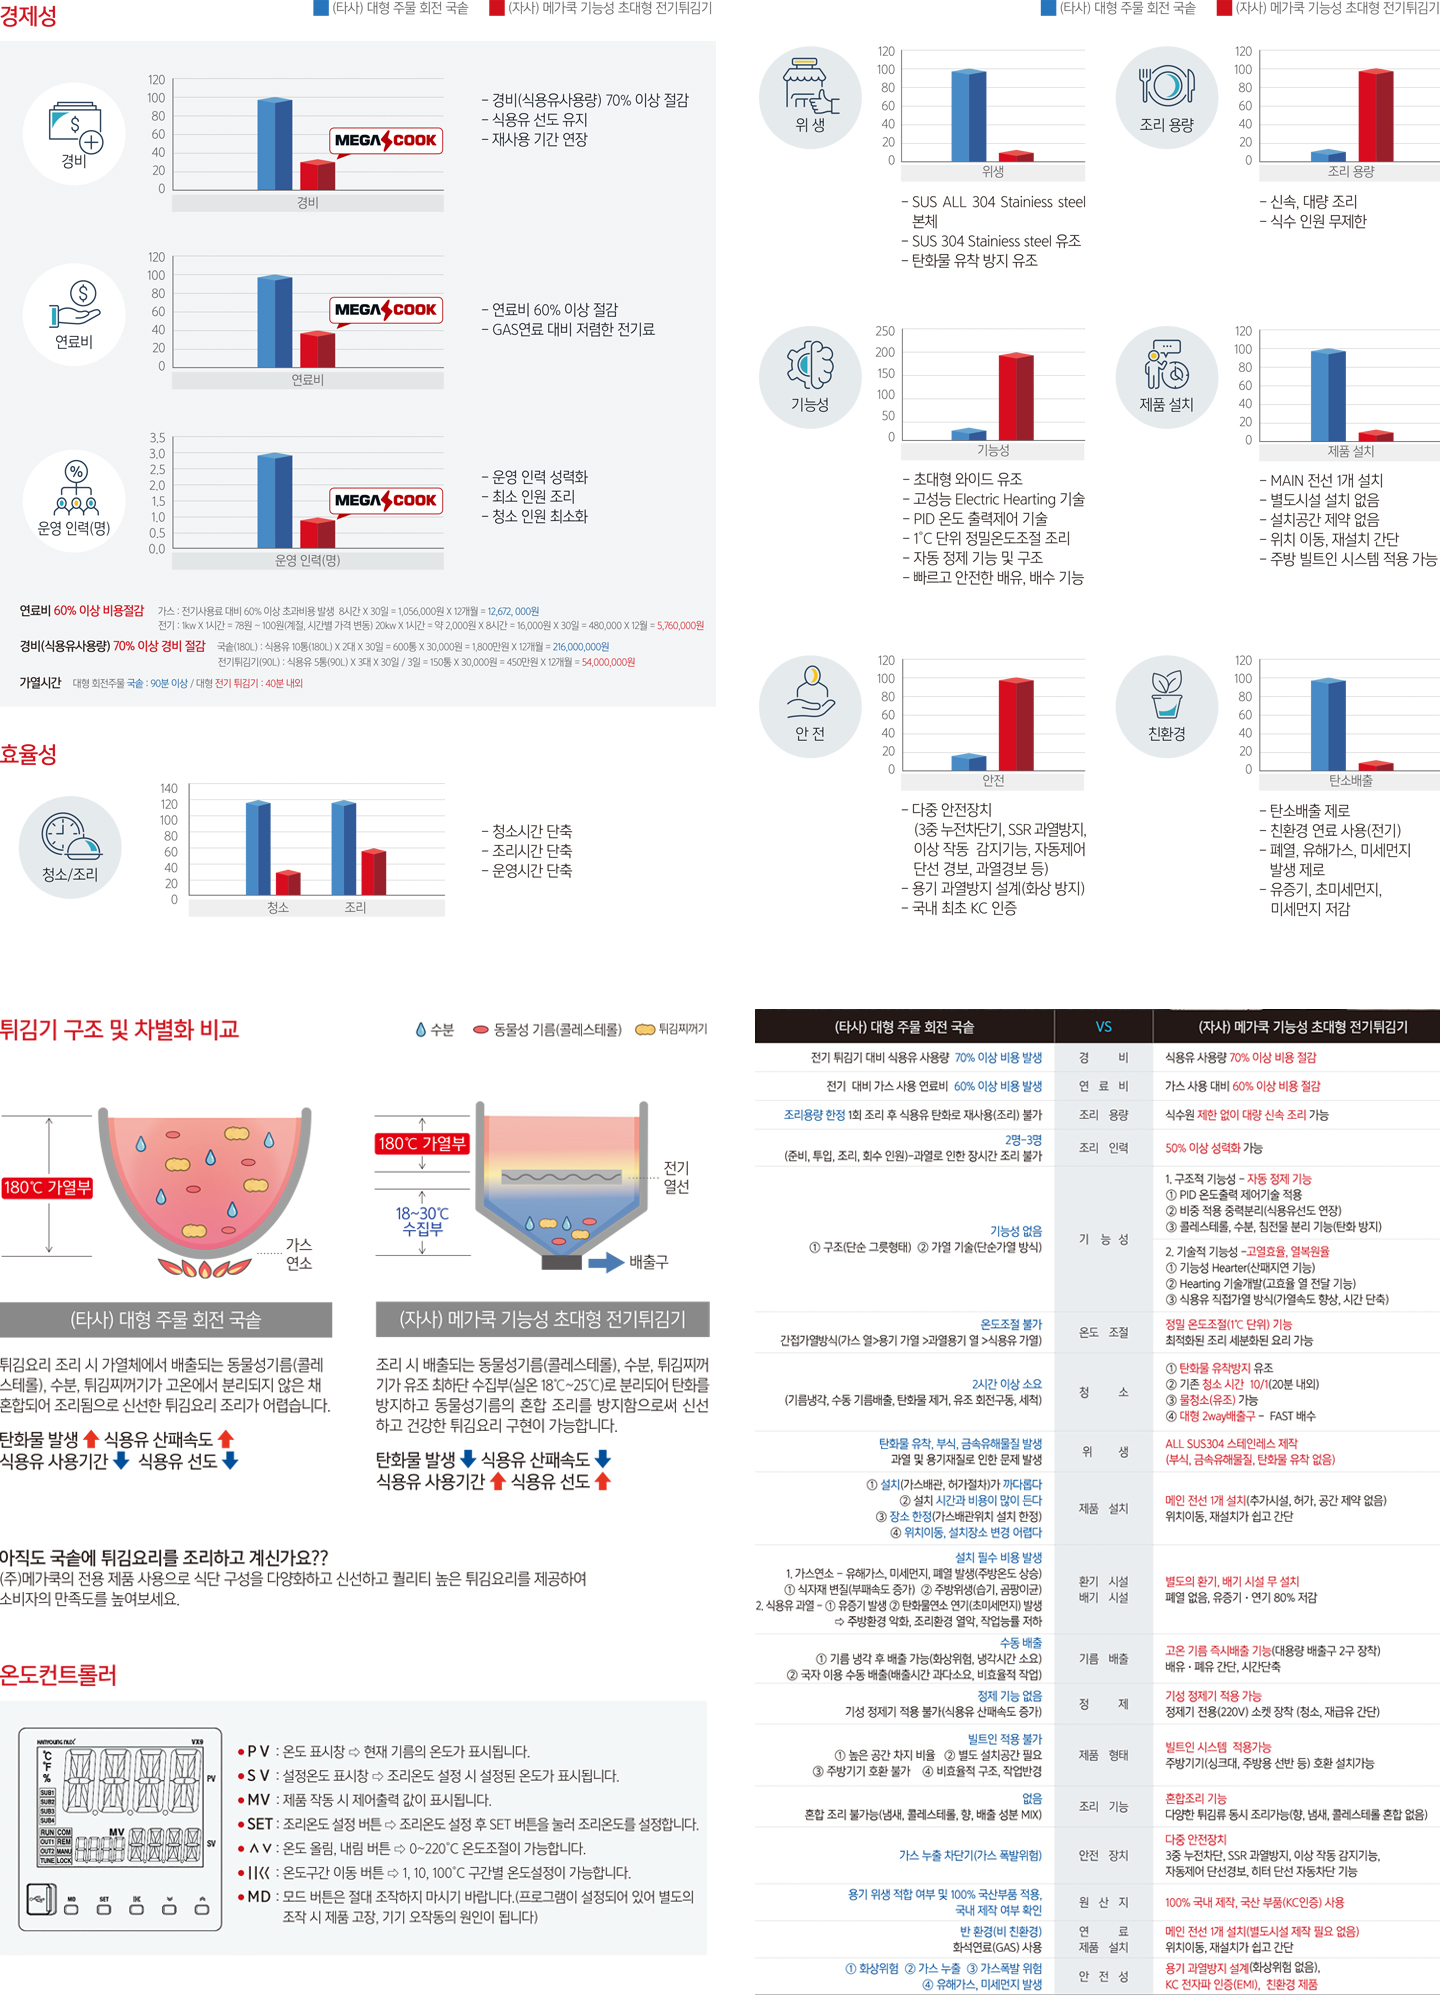 경제성
(타사) 대형 주물 회전 국솥
(자사) 메가쿡 기능성 초대형 전기튀김기
경비
120
100
80
60
40
20
0
MEGA COOK
경비
– 경비(식용유사용량) 70% 이상 절감
– 식용유 선도 유지
– 재사용 기간 연장
연료비
120
100
80
60
40
20
0
MEGA COOK
연료비
– 연료비 60% 이상 절감
– GAS연료 대비 저렴한 전기료
운영 인력(명)
3.5
3.0
2.5
2.0
1.5
1.0
0.5
0.0
MEGA COOK
운영 인력(명)
– 운영 인력 성력화
– 최소 인원 조리
– 청소 인원 최소화
연료비 60% 이상 비용절감 가스 : 전기사용료 대비 60% 이상 초과비용 발생 8시간 X 30일 = 1,056,000원 X 12개월 = 12,672, 000원
전기 : 1kw X 1시간 = 78원 ~ 100원(계절, 시간별 가격 변동) 20kw X 1시간 = 약 2,000원 X 8시간 = 16,000원 X 30일 = 480,000 X 12월 = 5,760,000원
경비(식용유사용량) 70% 이상 경비 절감 국솥(180L) : 식용유 10통(180L) X 2대 X 30일 = 600통 X 30,000원 = 1,800만원 X 12개월 = 216,000,000원
전기튀김기(90L) : 식용유 5통(90L) X 3대 X 30일 / 3일 = 150통 X 30,000원 = 450만원 X 12개월 = 54,000,000원
가열시간 대형 회전주물 국솥 : 90분 이상 / 대형 전기 튀김기 : 40분 내외
효율성
청소/조리
140
120
100
80
60
40
20
0
청소 조리
– 청소시간 단축
– 조리시간 단축
– 운영시간 단축
(타사) 대형 주물 회전 국솥
(자사) 메가쿡 기능성 초대형 전기튀김기
위 생
120
100
80
60
40
20
0
위생
– SUS ALL 304 Stainiess steel
본체
– SUS 304 Stainiess steel 유조
– 탄화물 유착 방지 유조
조리 용량
120
100
80
60
40
20
0
조리 용량
– 신속, 대량 조리
– 식수 인원 무제한
기능성
250
200
150
100
50
0
기능성
– 초대형 와이드 유조
– 고성능 Electric Hearting 기술
– PID 온도 출력제어 기술
– 1˚C 단위 정밀온도조절 조리
– 자동 정제 기능 및 구조
– 빠르고 안전한 배유, 배수 기능
제품 설치
120
100
80
60
40
20
0
제품 설치
– MAIN 전선 1개 설치
– 별도시설 설치 없음
– 설치공간 제약 없음
– 위치 이동, 재설치 간단
– 주방 빌트인 시스템 적용 가능
안 전
120
100
80
60
40
20
0
안전
– 다중 안전장치
(3중 누전차단기, SSR 과열방지,
이상 작동 감지기능, 자동제어
단선 경보, 과열경보 등)
– 용기 과열방지 설계(화상 방지)
– 국내 최초 KC 인증
친환경
120
100
80
60
40
20
0
탄소배출
– 탄소배출 제로
– 친환경 연료 사용(전기)
– 폐열, 유해가스, 미세먼지
발생 제로
– 유증기, 초미세먼지,
미세먼지 저감
튀김기 구조 및 차별화 비교
수분
동물성 기름(콜레스테롤)
튀김찌꺼기
180℃ 가열부
가스
연소
180℃ 가열부
18~30℃
수집부
전기
열선
배출구
(타사) 대형 주물 회전 국솥
튀김요리 조리 시 가열체에서 배출되는 동물성기름(콜레
스테롤), 수분, 튀김찌꺼기가 고온에서 분리되지 않은 채
혼합되어 조리됨으로 신선한 튀김요리 조리가 어렵습니다.
탄화물 발생 식용유 산패속도
식용유 사용기간 식용유 선도
(자사) 메가쿡 기능성 초대형 전기튀김기
조리 시 배출되는 동물성기름(콜레스테롤), 수분, 튀김찌꺼
기가 유조 최하단 수집부(실온 18˚C~25˚C)로 분리되어 탄화를
방지하고 동물성기름의 혼합 조리를 방지함으로써 신선
하고 건강한 튀김요리 구현이 가능합니다.
탄화물 발생 식용유 산패속도
식용유 사용기간 식용유 선도
아직도 국솥에 튀김요리를 조리하고 계신가요??
(주)메가쿡의 전용 제품 사용으로 식단 구성을 다양화하고 신선하고 퀄리티 높은 튀김요리를 제공하여
소비자의 만족도를 높여보세요.
온도컨트롤러
HANYOUNG NUX VX9
℃
℉
%
PV
SUB1
SUB2
SUB3
SUB4
RUN COM
OUT1 REM
OUT2 MANU
TUNE LOCK
MV
SV
MD SET
● P V : 온도 표시창 ⇨ 현재 기름의 온도가 표시됩니다.
● S V : 설정온도 표시창 ⇨ 조리온도 설정 시 설정된 온도가 표시됩니다.
● MV : 제품 작동 시 제어출력 값이 표시됩니다.
● SET : 조리온도 설정 버튼 ⇨ 조리온도 설정 후 SET 버튼을 눌러 조리온도를 설정합니다.
● ∧ ∨ : 온도 올림, 내림 버튼 ⇨ 0~220˚C 온도조절이 가능합니다.
● ||<< : 온도구간 이동 버튼 ⇨ 1, 10, 100˚C 구간별 온도설정이 가능합니다.
● MD : 모드 버튼은 절대 조작하지 마시기 바랍니다.(프로그램이 설정되어 있어 별도의
조작 시 제품 고장, 기기 오작동의 원인이 됩니다)
(타사) 대형 주물 회전 국솥 VS (자사) 메가쿡 기능성 초대형 전기튀김기
전기 튀김기 대비 식용유 사용량 70% 이상 비용 발생
경 비
식용유 사용량 70% 이상 비용 절감
전기 대비 가스 사용 연료비 60% 이상 비용 발생
연 료 비
가스 사용 대비 60% 이상 비용 절감
조리용량 한정 1회 조리 후 식용유 탄화로 재사용(조리) 불가
조리 용량
식수원 제한 없이 대량 신속 조리 가능
2명-3명
(준비, 투입, 조리, 회수 인원)-과열로 인한 장시간 조리 불가
조리 인력
50% 이상 성력화 가능
기능성 없음
① 구조(단순 그릇형태) ② 가열 기술(단순가열 방식)
기 능 성
1. 구조적 기능성 – 자동 정제 기능
① PID 온도출력 제어기술 적용
② 비중 적용 중력분리(식용유선도 연장)
③ 콜레스테롤, 수분, 침전물 분리 기능(탄화 방지)
2. 기술적 기능성 –고열효율, 열복원율
① 기능성 Hearter(산패지연 기능)
② Hearting 기술개발(고효율 열 전달 기능)
③ 식용유 직접가열 방식(가열속도 향상, 시간 단축)
온도조절 불가
간접가열방식(가스 열>용기 가열 >과열용기 열 >식용유 가열)
온도 조절
정밀 온도조절(1˚C 단위) 기능
최적화된 조리 세분화된 요리 가능
2시간 이상 소요
(기름냉각, 수동 기름배출, 탄화물 제거, 유조 회전구동, 세척)
청 소
① 탄화물 유착방지 유조
② 기존 청소 시간 10/1(20분 내외)
③ 물청소(유조) 가능
④ 대형 2way배출구 – FAST 배수
탄화물 유착, 부식, 금속유해물질 발생
과열 및 용기재질로 인한 문제 발생
위 생
ALL SUS304 스테인레스 제작
(부식, 금속유해물질, 탄화물 유착 없음)
① 설치(가스배관, 허가절차)가 까다롭다
② 설치 시간과 비용이 많이 든다
③ 장소 한정(가스배관위치 설치 한정)
④ 위치이동, 설치장소 변경 어렵다
제품 설치
메인 전선 1개 설치(추가시설, 허가, 공간 제약 없음)
위치이동, 재설치가 쉽고 간단
설치 필수 비용 발생
1. 가스연소 – 유해가스, 미세먼지, 폐열 발생(주방온도 상승)
① 식자재 변질(부패속도 증가) ② 주방위생(습기, 곰팡이균)
2. 식용유 과열 – ① 유증기 발생 ② 탄화물연소 연기(초미세먼지) 발생
⇨ 주방환경 악화, 조리환경 열악, 작업능률 저하
환기 시설
배기 시설
별도의 환기, 배기 시설 무 설치
폐열 없음, 유증기 · 연기 80% 저감
수동 배출
① 기름 냉각 후 배출 가능(화상위험, 냉각시간 소요)
② 국자 이용 수동 배출(배출시간 과다소요, 비효율적 작업)
기름 배출
고온 기름 즉시배출 기능(대용량 배출구 2구 장착)
배유 · 폐유 간단, 시간단축
정제 기능 없음
기성 정제기 적용 불가(식용유 산패속도 증가)
정 제
기성 정제기 적용 가능
정제기 전용(220V) 소켓 장착 (청소, 재급유 간단)
빌트인 적용 불가
① 높은 공간 차지 비율 ② 별도 설치공간 필요
③ 주방기기 호환 불가 ④ 비효율적 구조, 작업반경
제품 형태
빌트인 시스템 적용가능
주방기기(싱크대, 주방용 선반 등) 호환 설치가능
없음
혼합 조리 불가능(냄새, 콜레스테롤, 향, 배출 성분 MIX)
조리 기능
혼합조리 기능
다양한 튀김류 동시 조리가능(향, 냄새, 콜레스테롤 혼합 없음)
가스 누출 차단기(가스 폭발위험)
안전 장치
다중 안전장치
3중 누전차단, SSR 과열방지, 이상 작동 감지기능,
자동제어 단선경보, 히터 단선 자동차단 기능
용기 위생 적합 여부 및 100% 국산부품 적용,
국내 제작 여부 확인
원 산 지
100% 국내 제작, 국산 부품(KC인증) 사용
반 환경(비 친환경)
화석연료(GAS) 사용
연 료
제품 설치
메인 전선 1개 설치(별도시설 제작 필요 없음)
위치이동, 재설치가 쉽고 간단
① 화상위험 ② 가스 누출 ③ 가스폭발 위험
④ 유해가스, 미세먼지 발생
안 전 성
용기 과열방지 설계(화상위험 없음),
KC 전자파 인증(EMI), 친환경 제품